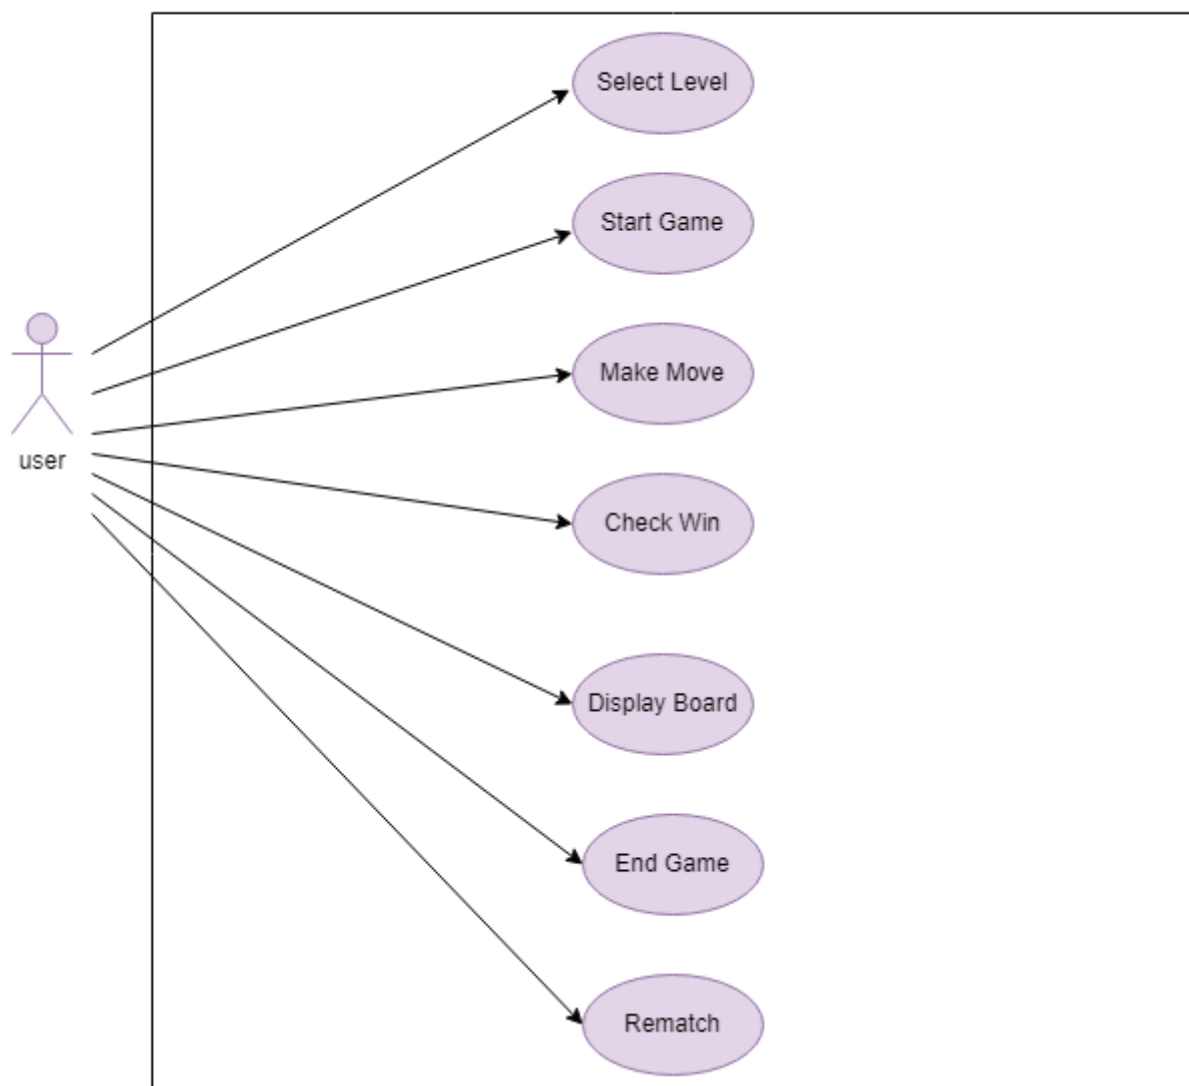 Select Level
Start Game
Make Move
user
Check Win
Display Board
End Game
Rematch